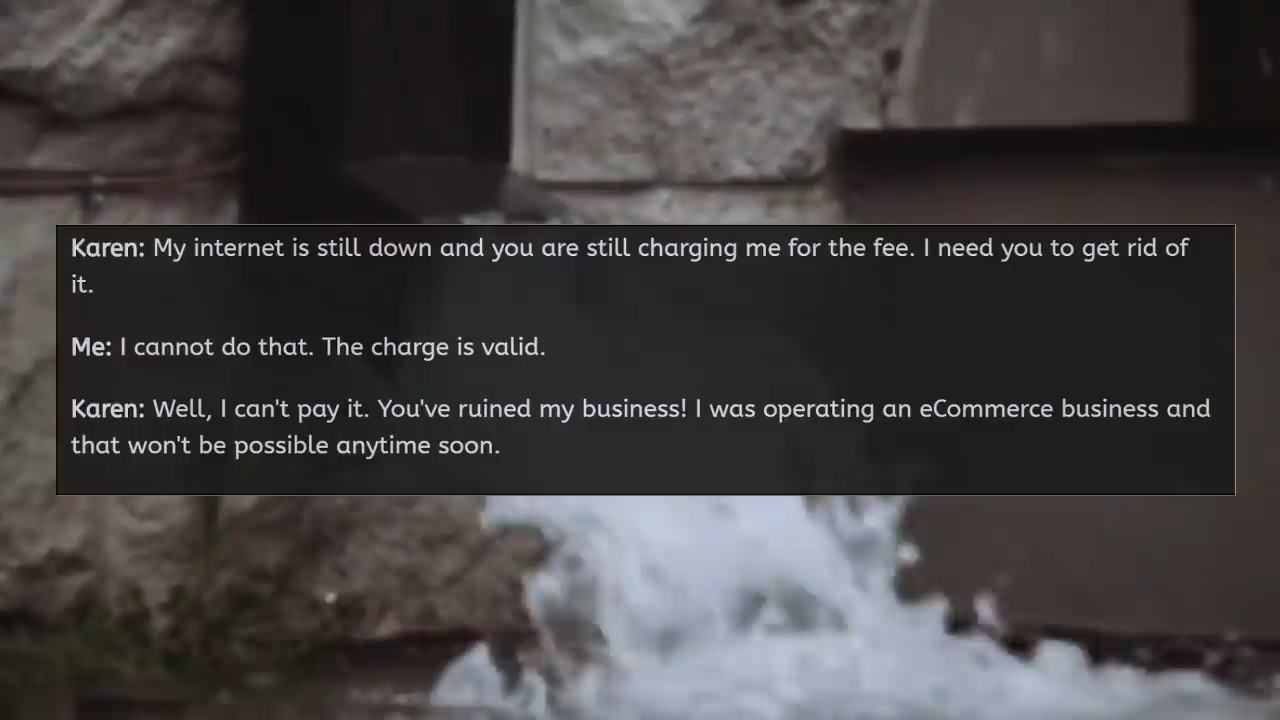 Karen: My internet is still down and you are still charging me for the fee. I need you to get rid of
it.
Me: I cannot do that. The charge is valid.
Karen: Well, I can't pay it. You've ruined my business! I was operating an eCommerce business and
that won't be possible anytime soon.